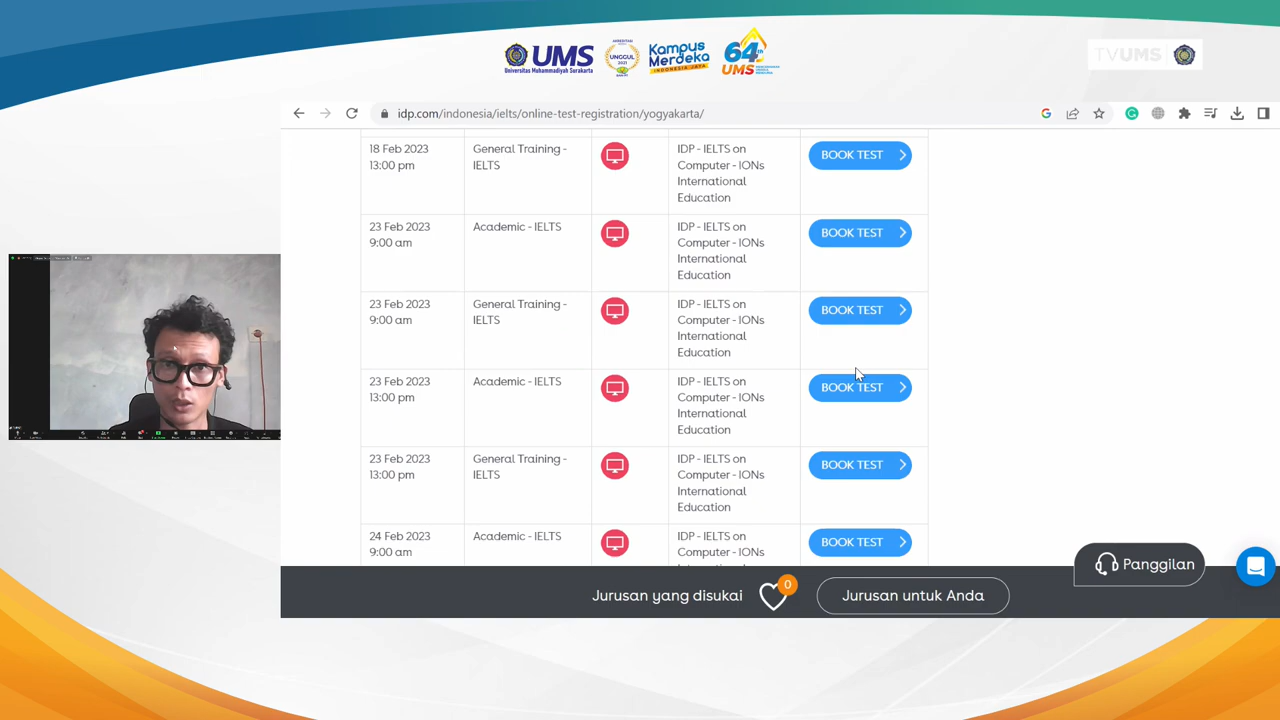 UMS
Universitas Muhammadiyah Surakarta
AKREDITASI
UNGGUL
2021
BAN-PT
Kampus
Merdeka
INDONESIA JAYA
64th
UMS
TVUMS
idp.com/indonesia/ielts/online-test-registration/yogyakarta/
18 Feb 2023
13:00 pm
General Training -
IELTS
IDP - IELTS on
Computer - IONs
International
Education
BOOK TEST
23 Feb 2023
9:00 am
Academic - IELTS
IDP - IELTS on
Computer - IONs
International
Education
BOOK TEST
23 Feb 2023
9:00 am
General Training -
IELTS
IDP - IELTS on
Computer - IONs
International
Education
BOOK TEST
23 Feb 2023
13:00 pm
Academic - IELTS
IDP - IELTS on
Computer - IONs
International
Education
BOOK TEST
23 Feb 2023
13:00 pm
General Training -
IELTS
IDP - IELTS on
Computer - IONs
International
Education
BOOK TEST
24 Feb 2023
9:00 am
Academic - IELTS
IDP - IELTS on
Computer - IONs
BOOK TEST
Panggilan
Jurusan yang disukai
0
Jurusan untuk Anda